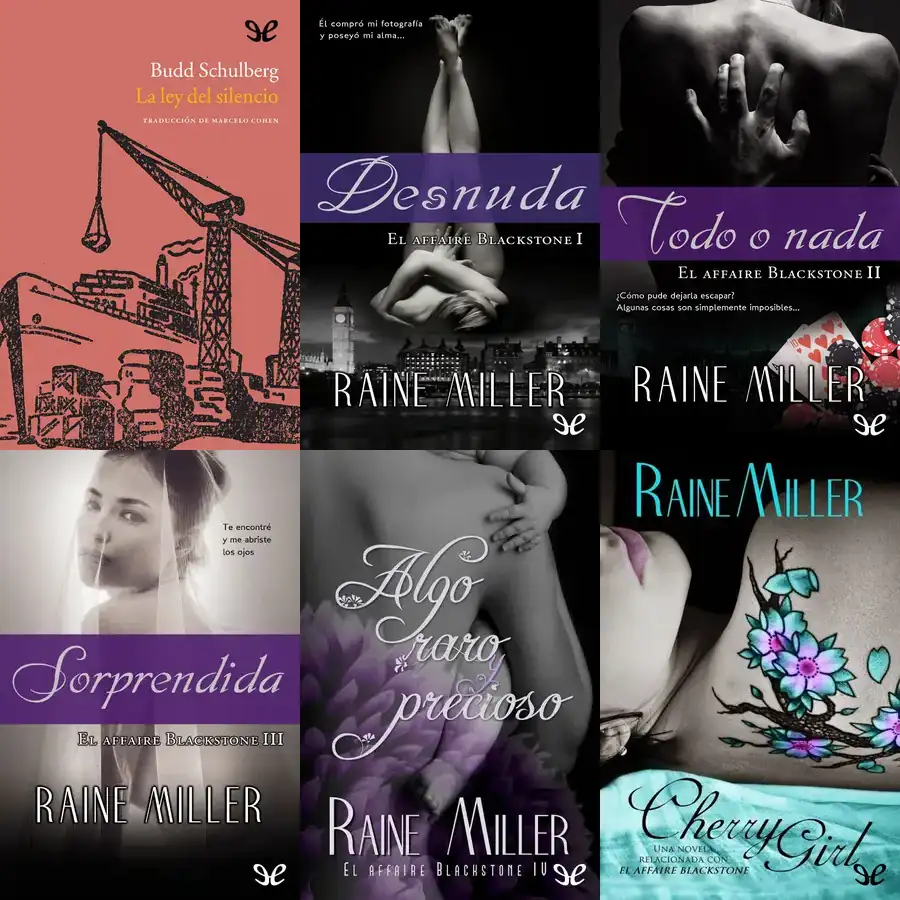 Budd Schulberg
La ley del silencio
TRADUCCIÓN DE MARCELO COHEN
Él compró mi fotografía
y poseyó mi alma...
Desnuda
EL AFFAIRE BLACKSTONE I
RAINE MILLER
Todo o nada
EL AFFAIRE BLACKSTONE II
¿Cómo pude dejarla escapar?
Algunas cosas son simplemente imposibles...
RAINE MILLER
Te encontré
y me abriste
los ojos
Sorprendida
EL AFFAIRE BLACKSTONE III
RAINE MILLER
Algo
raro y
precioso
RAINE MILLER
EL AFFAIRE BLACKSTONE IV
RAINE MILLER
Cherry
Girl
UNA NOVELA
RELACIONADA CON
EL AFFAIRE BLACKSTONE